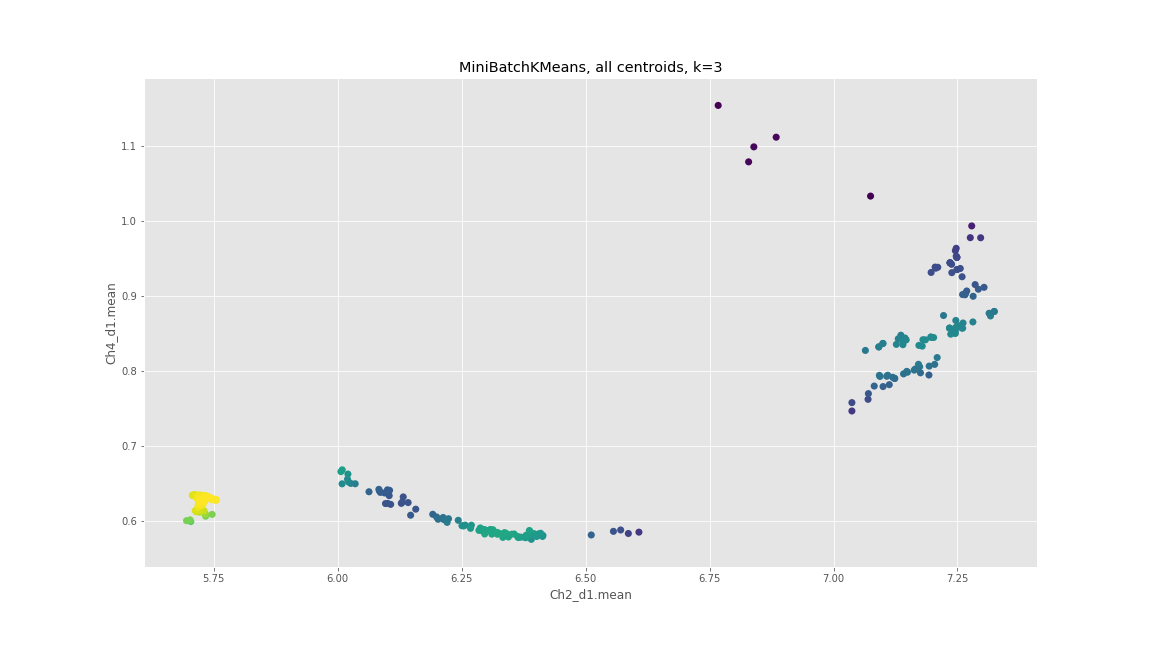 MiniBatchKMeans, all centroids, k=3
Ch4_d1.mean
1.1
1.0
0.9
0.8
0.7
0.6
5.75 6.00 6.25 6.50 6.75 7.00 7.25
Ch2_d1.mean